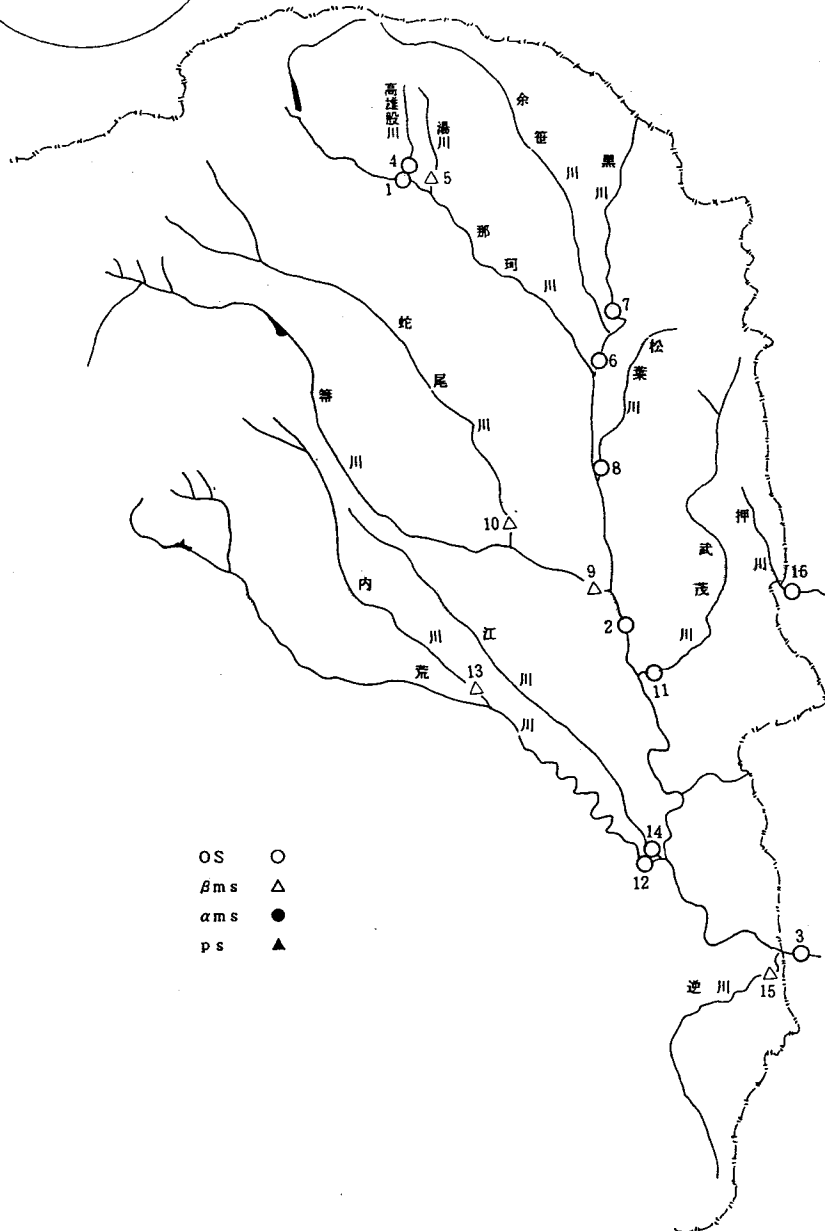 高雄股川
湯川
余笹川
黒川
4
1
5
那珂川
7
6
松葉川
蛇尾川
箒川
8
10
武茂川
押川
16
9
2
内川
江川
荒川
13
11
14
12
OS ○
βms △
αms ●
ps ▲
3
15
逆川